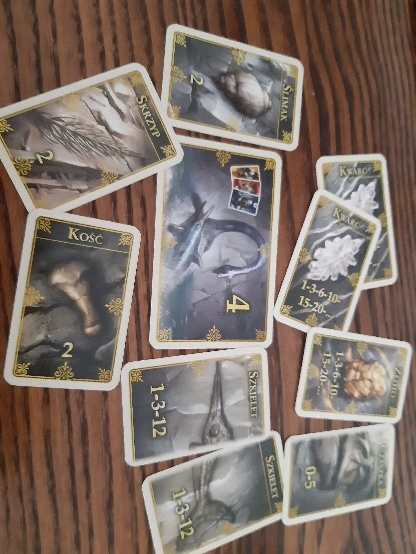 ŚLIMAK
2
SKRZYP
2
KWARC
KWARC
1-3-6-10-
15-20-...
4
KOŚĆ
2
1-3-6-10-
15-20-...
SZKIELET
1-3-12
0-5
SZKIELET
1-3-12